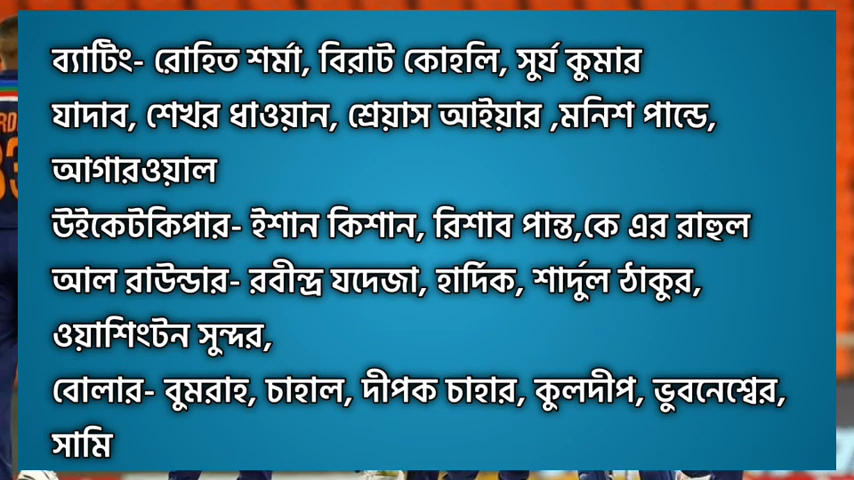 ব্যাটিং- রোহিত শর্মা, বিরাট কোহলি, সুর্য কুমার
যাদাব, শেখর ধাওয়ান, শ্রেয়াস আইয়ার ,মনিশ পান্ডে,
আগারওয়াল
উইকেটকিপার- ইশান কিশান, রিশাব পান্ত,কে এর রাহুল
আল রাউন্ডার- রবীন্দ্র যদেজা, হার্দিক, শার্দুল ঠাকুর,
ওয়াশিংটন সুন্দর,
বোলার- বুমরাহ, চাহাল, দীপক চাহার, কুলদীপ, ভুবনেশ্বের,
সামি